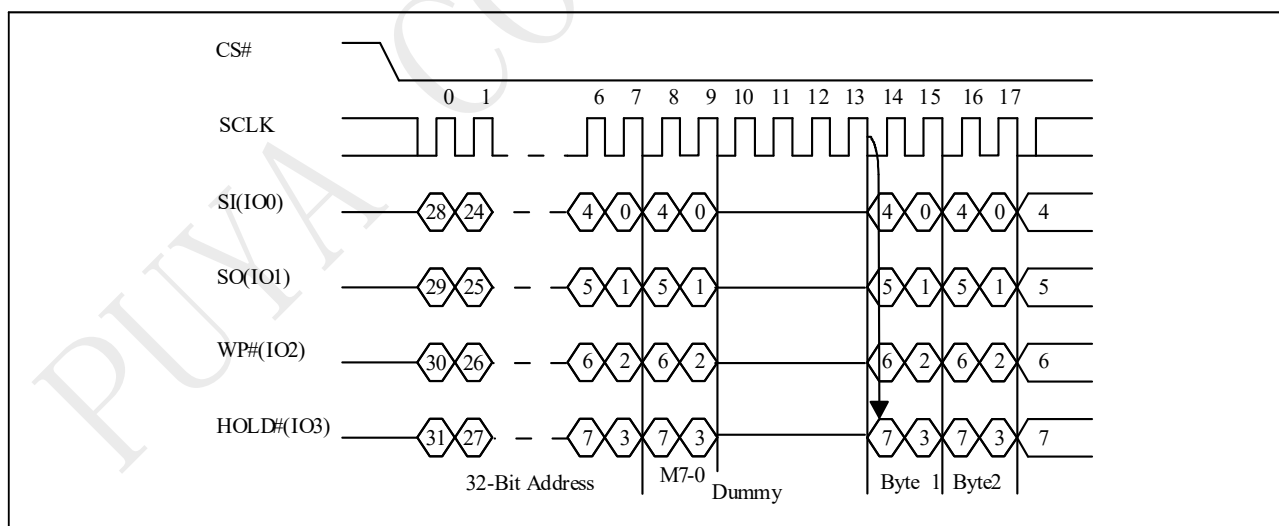 CS#
0 1 6 7 8 9 10 11 12 13 14 15 16 17
SCLK
SI(IO0) 28 24 4 0 4 0 4 0 4 0 4
SO(IO1) 29 25 5 1 5 1 5 1 5 1 5
WP#(IO2) 30 26 6 2 6 2 6 2 6 2 6
HOLD#(IO3) 31 27 7 3 7 3 7 3 7 3 7
32-Bit Address M7-0 Dummy Byte 1 Byte2
PUYA CO